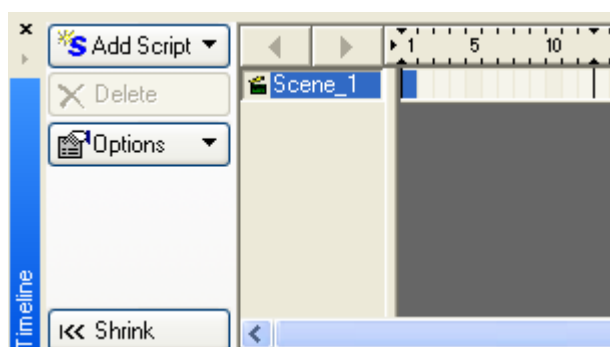 Add Script
1 5 10
Delete
Scene_1
Options
Timeline
Shrink